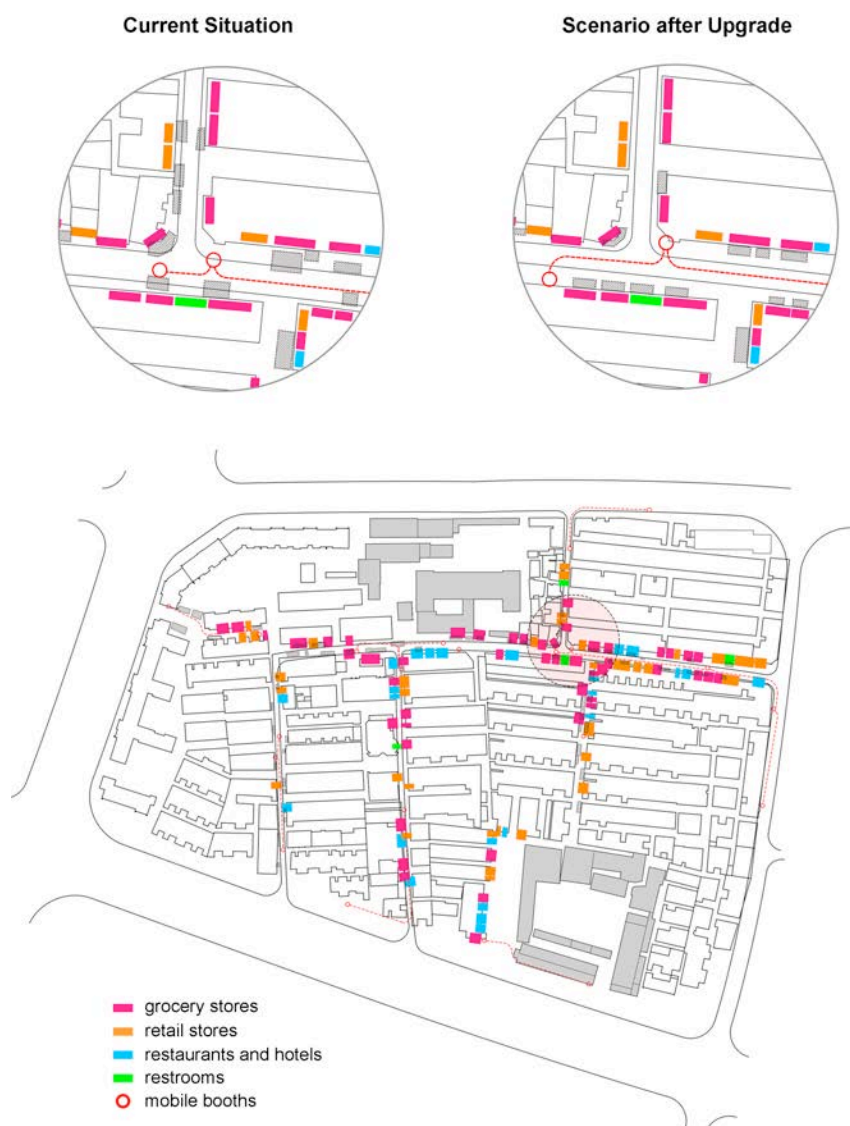 Current Situation
Scenario after Upgrade
grocery stores
retail stores
restaurants and hotels
restrooms
mobile booths